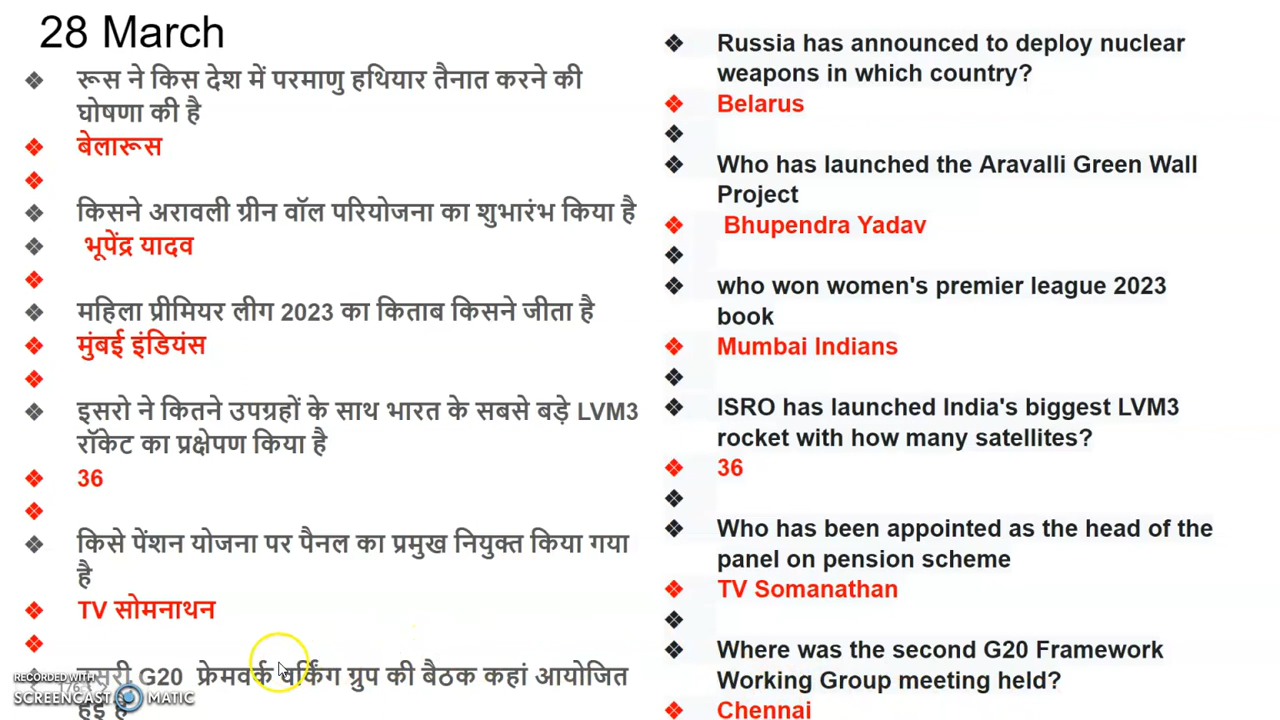 28 March
रूस ने किस देश में परमाणु हथियार तैनात करने की
घोषणा की है
बेलारूस
किसने अरावली ग्रीन वॉल परियोजना का शुभारंभ किया है
भूपेंद्र यादव
महिला प्रीमियर लीग 2023 का किताब किसने जीता है
मुंबई इंडियंस
इसरो ने कितने उपग्रहों के साथ भारत के सबसे बड़े LVM3
रॉकेट का प्रक्षेपण किया है
36
किसे पेंशन योजना पर पैनल का प्रमुख नियुक्त किया गया
है
TV सोमनाथन
G20 फ्रेमवर्क वर्किंग ग्रुप की बैठक कहां आयोजित
हुई है
RECORDED WITH
SCREENCAST MATIC
Russia has announced to deploy nuclear
weapons in which country?
Belarus
Who has launched the Aravalli Green Wall
Project
Bhupendra Yadav
who won women's premier league 2023
book
Mumbai Indians
ISRO has launched India's biggest LVM3
rocket with how many satellites?
36
Who has been appointed as the head of the
panel on pension scheme
TV Somanathan
Where was the second G20 Framework
Working Group meeting held?
Chennai